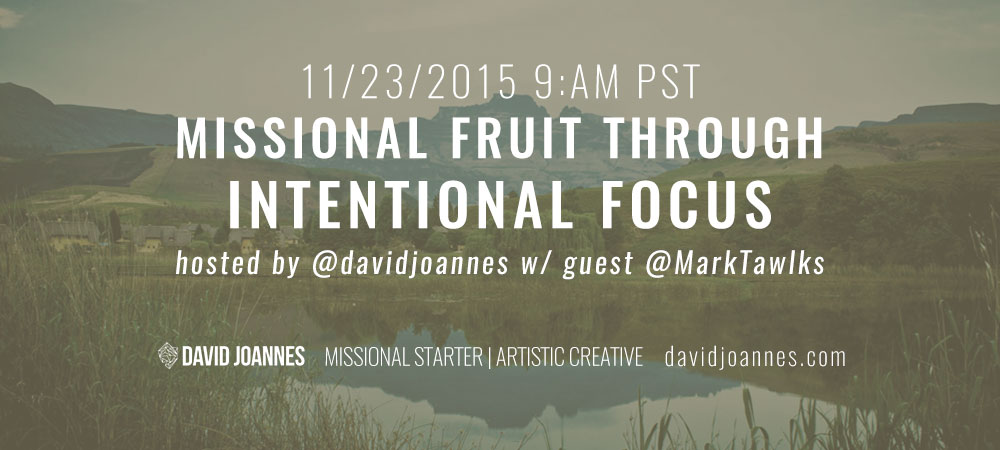 11/23/2015 9:AM PST
MISSIONAL FRUIT THROUGH
INTENTIONAL FOCUS
hosted by @davidjoannes w/ guest @MarkTawlks
DAVID JOANNES MISSIONAL STARTER | ARTISTIC CREATIVE davidjoannes.com